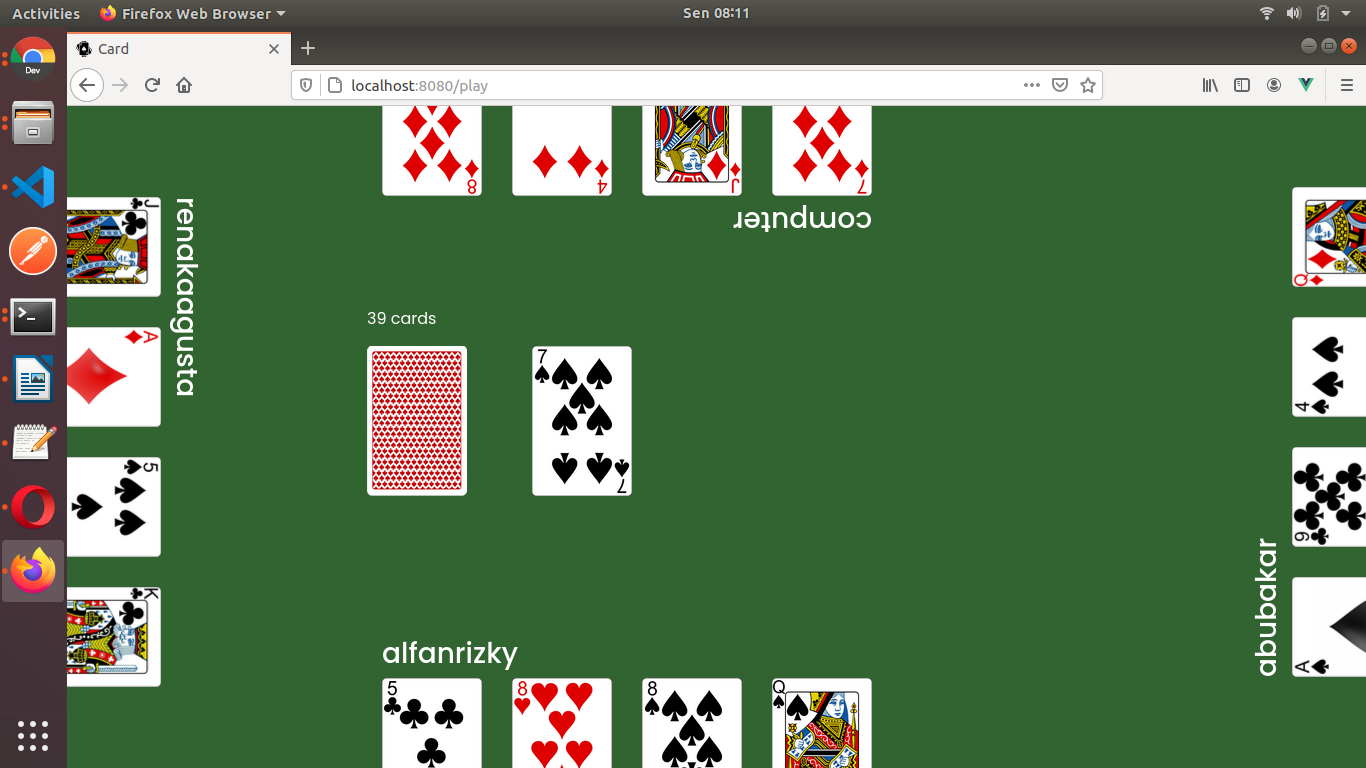 Activities
Firefox Web Browser
Sen 08:11
Dev
Card
localhost:8080/play
8
4
J
7
computer
J
A
5
K
renakaagusta
39 cards
7
7
Q
4
9
A
abubakar
alfanrizky
5
8
8
Q